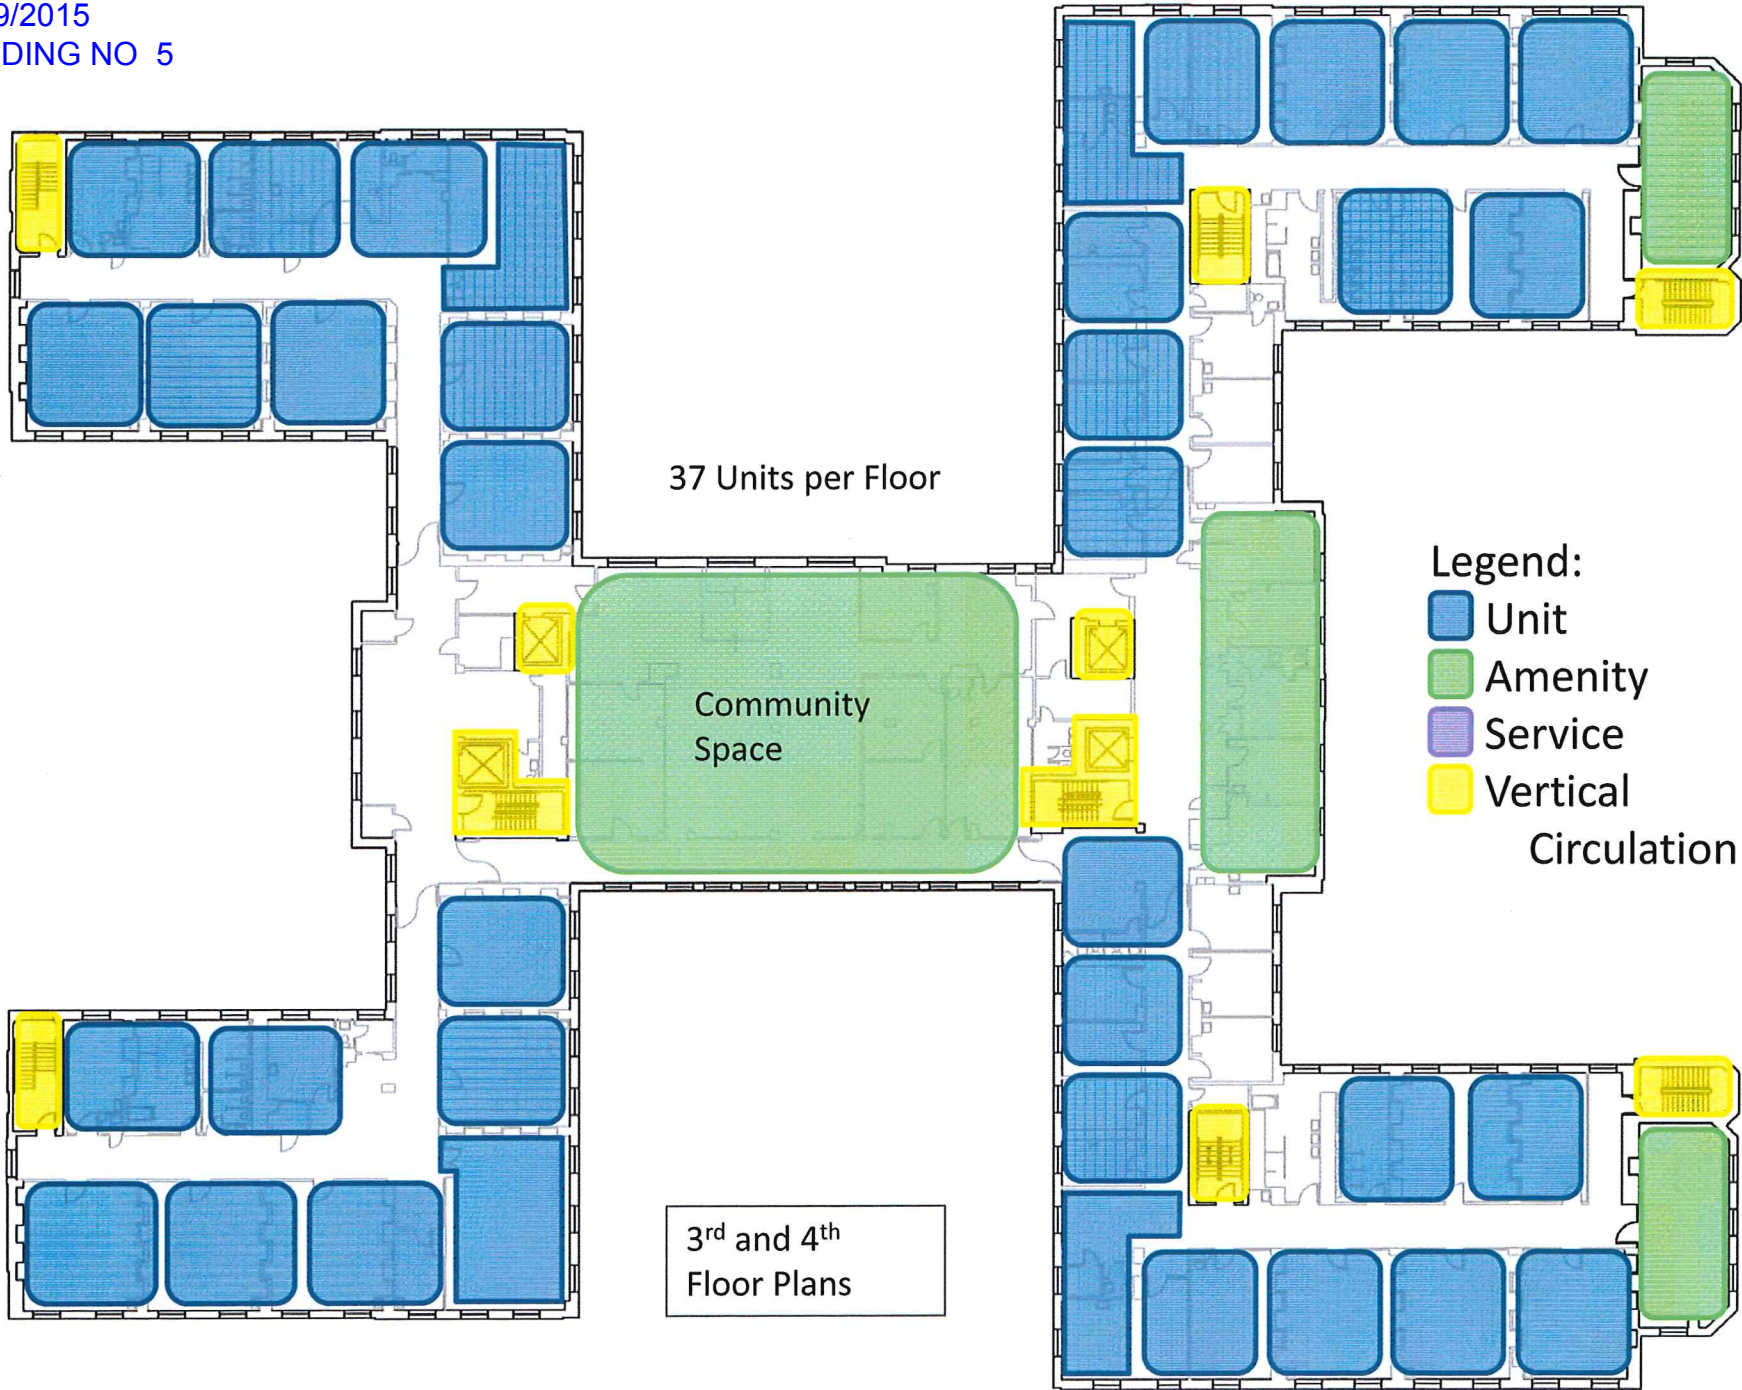 9/2015
DING NO 5
37 Units per Floor
Community
Space
Legend:
Unit
Amenity
Service
Vertical
Circulation
3rd and 4th
Floor Plans